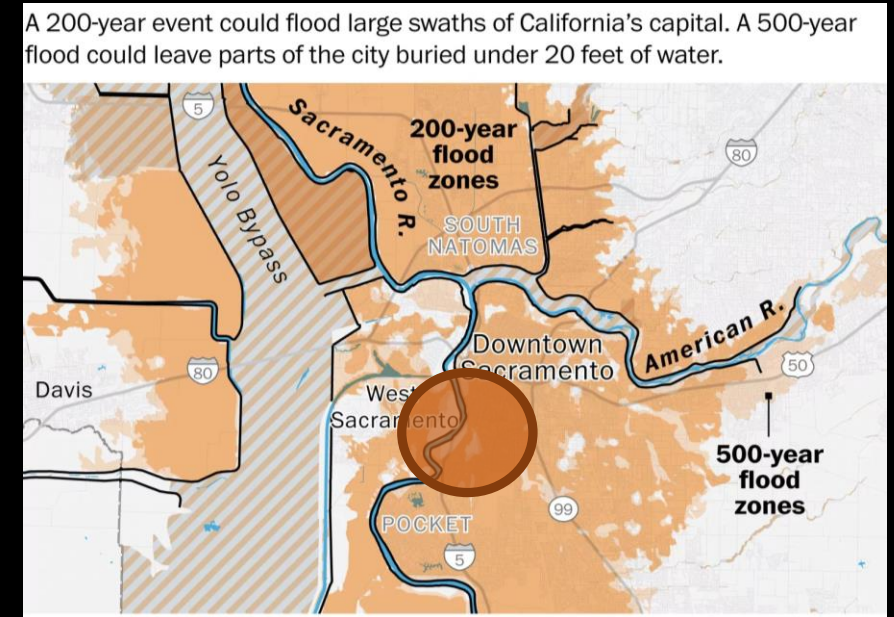 A 200-year event could flood large swaths of California's capital. A 500-year
flood could leave parts of the city buried under 20 feet of water.
5
Sacramento R.
200-year
flood
zones
80
Yolo Bypass
SOUTH
NATOMAS
American R.
Downtown
Sacramento
50
80
Davis
West
Sacramento
500-year
flood
zones
99
POCKET
5